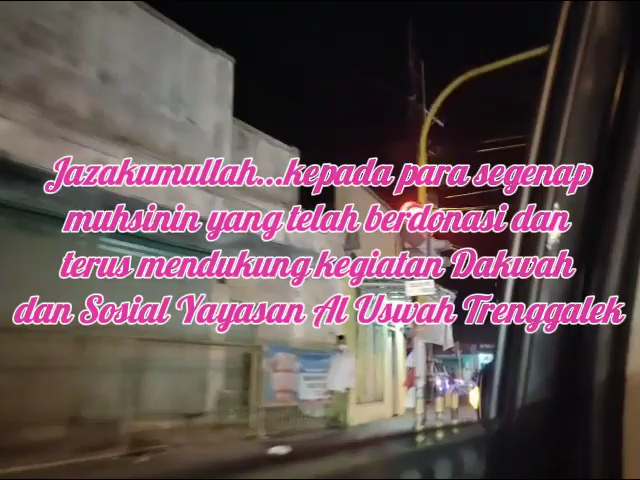 Jazakumullah...kepada para segenap
muhsinin yang telah berdonasi dan
terus mendukung kegiatan Dakwah
dan Sosial Yayasan Al Uswah Trenggalek